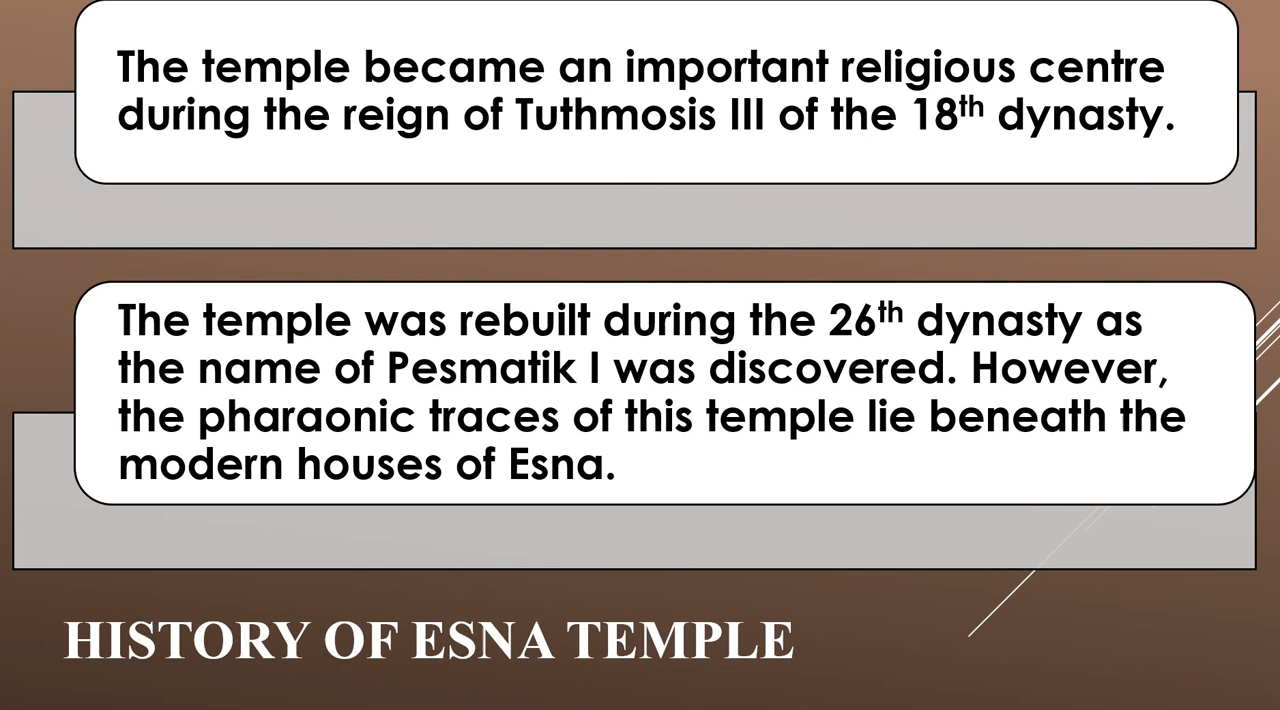 The temple became an important religious centre
during the reign of Tuthmosis III of the 18th dynasty.
The temple was rebuilt during the 26th dynasty as
the name of Pesmatik I was discovered. However,
the pharaonic traces of this temple lie beneath the
modern houses of Esna.
HISTORY OF ESNA TEMPLE